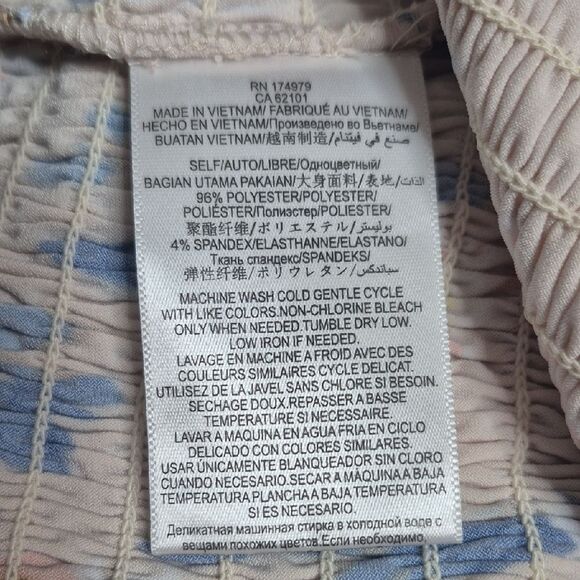 RN 174979
CA 62101
MADE IN VIETNAM/ FABRIQUÉ AU VIETNAM/
HECHO EN VIETNAM/Произведено во Вьетнаме/
BUATAN VIETNAM/越南制造/صنع في فيتنام/
SELF/AUTO/LIBRE/Одноцветный/
BAGIAN UTAMA PAKAIAN/大身面料/表地/الذات/
96% POLYESTER/POLYESTER/
POLIÉSTER/Полиэстер/POLIESTER/
聚酯纤维/ポリエステル/بوليستر/
4% SPANDEX/ELASTHANNE/ELASTANO/
Ткань спандекс/SPANDEKS/
弹性纤维/ポリウレタン/سباندكس/
MACHINE WASH COLD GENTLE CYCLE
WITH LIKE COLORS.NON-CHLORINE BLEACH
ONLY WHEN NEEDED.TUMBLE DRY LOW.
LOW IRON IF NEEDED.
LAVAGE EN MACHINE A FROID AVEC DES
COULEURS SIMILAIRES CYCLE DELICAT.
UTILISEZ DE LA JAVEL SANS CHLORE SI BESOIN.
SECHAGE DOUX.REPASSER A BASSE
TEMPERATURE SI NECESSAIRE.
LAVAR A MAQUINA EN AGUA FRIA EN CICLO
DELICADO CON COLORES SIMILARES.
USAR ÚNICAMENTE BLANQUEADOR SIN CLORO
CUANDO NECESARIO.SECAR A MÁQUINA A BAJA
TEMPERATURA PLANCHA A BAJA TEMPERATURA
SI ES NECESARIO.
Деликатная машинная стирка в холодной воде с
вещами похожих цветов.Если необходимо,